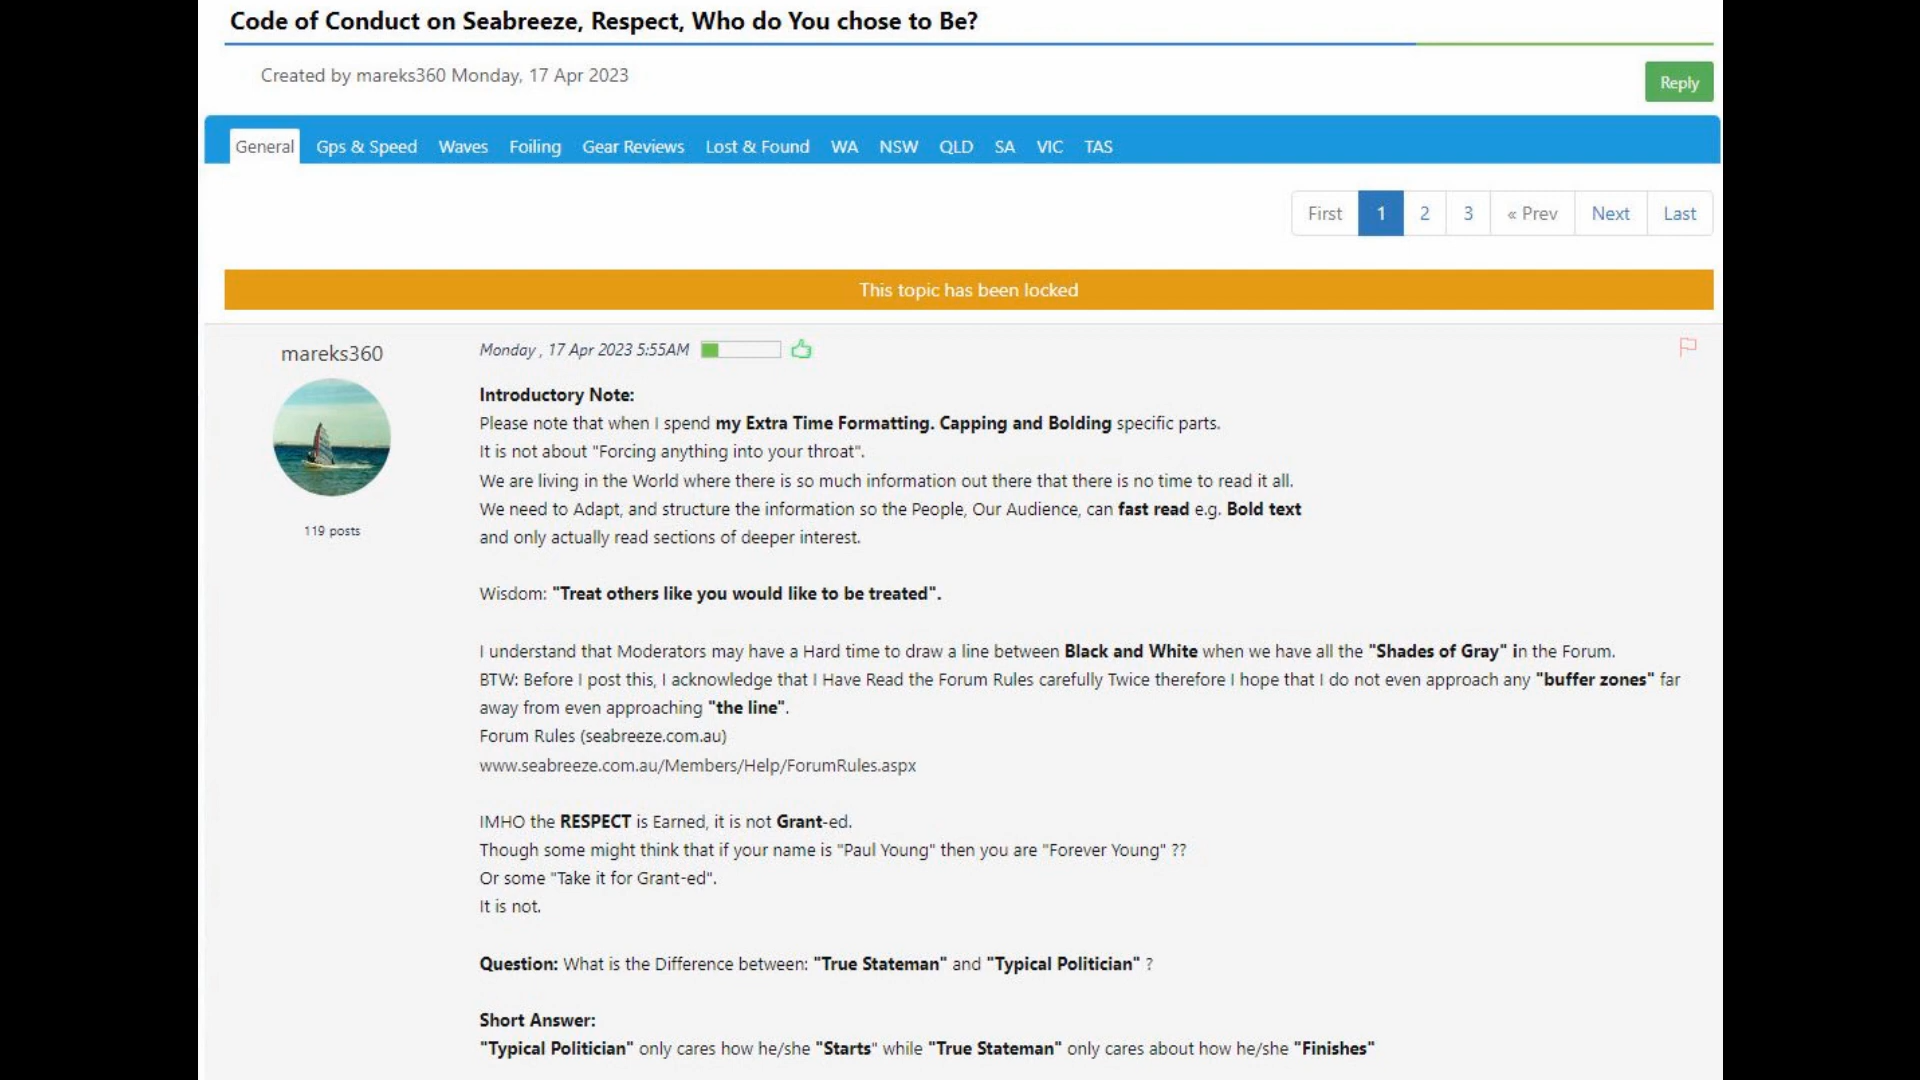 Code of Conduct on Seabreeze, Respect, Who do You chose to Be?
Created by mareks360 Monday, 17 Apr 2023
Reply
General Gps & Speed Waves Foiling Gear Reviews Lost & Found WA NSW QLD SA VIC TAS
First 1 2 3 « Prev Next Last
This topic has been locked
mareks360
119 posts
Monday , 17 Apr 2023 5:55AM
Introductory Note:
Please note that when I spend my Extra Time Formatting. Capping and Bolding specific parts.
It is not about "Forcing anything into your throat".
We are living in the World where there is so much information out there that there is no time to read it all.
We need to Adapt, and structure the information so the People, Our Audience, can fast read e.g. Bold text
and only actually read sections of deeper interest.
Wisdom: "Treat others like you would like to be treated".
I understand that Moderators may have a Hard time to draw a line between Black and White when we have all the "Shades of Gray" in the Forum.
BTW: Before I post this, I acknowledge that I Have Read the Forum Rules carefully Twice therefore I hope that I do not even approach any "buffer zones" far
away from even approaching "the line".
Forum Rules (seabreeze.com.au)
www.seabreeze.com.au/Members/Help/ForumRules.aspx
IMHO the RESPECT is Earned, it is not Grant-ed.
Though some might think that if your name is "Paul Young" then you are "Forever Young" ??
Or some "Take it for Grant-ed".
It is not.
Question: What is the Difference between: "True Stateman" and "Typical Politician" ?
Short Answer:
"Typical Politician" only cares how he/she "Starts" while "True Stateman" only cares about how he/she "Finishes"